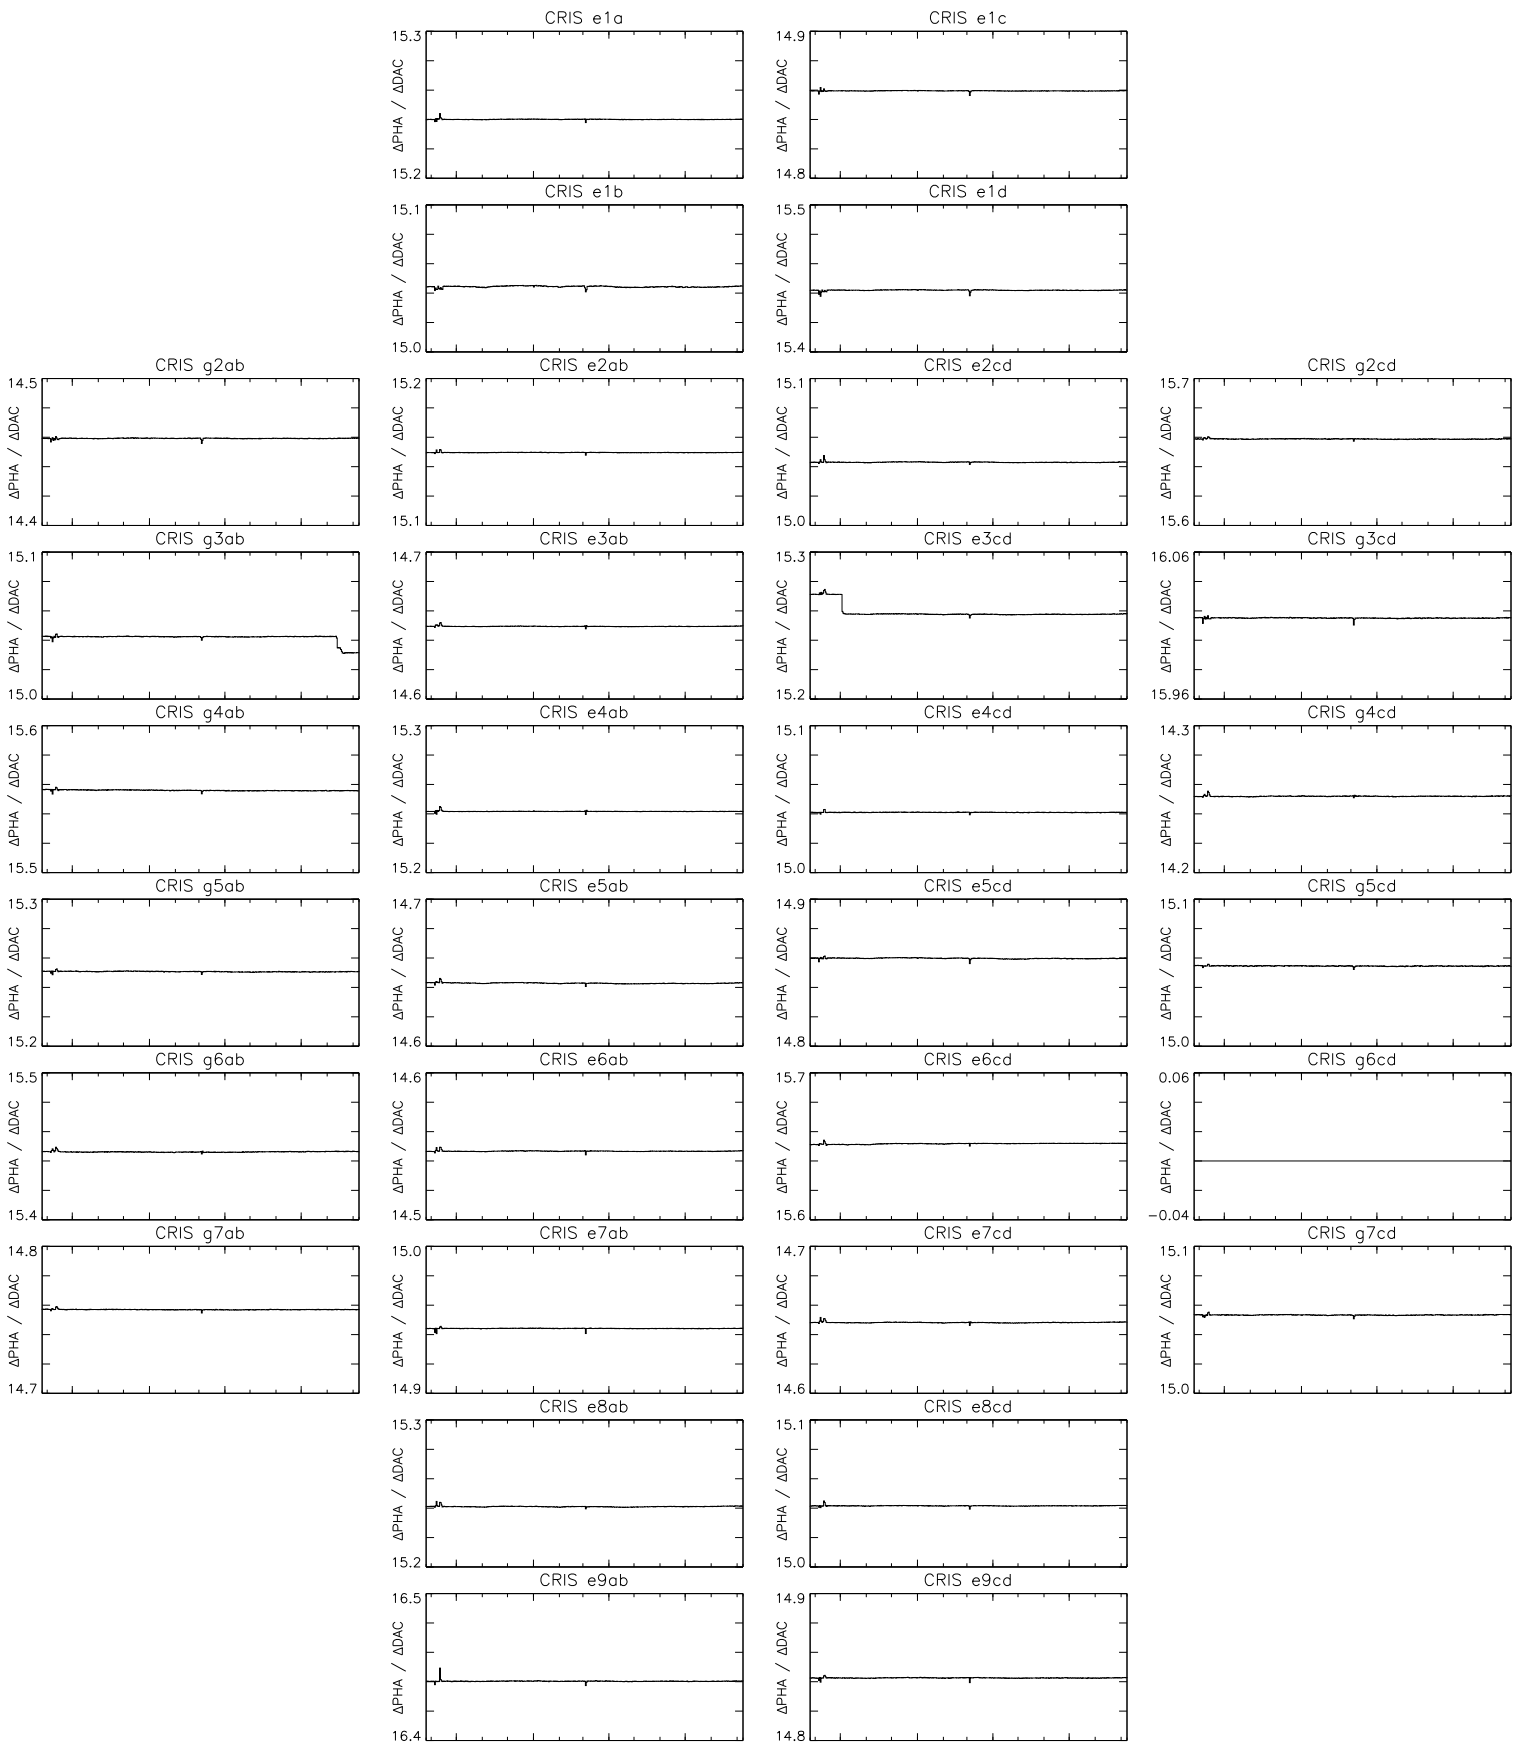 CRIS e1a
CRIS e1c
15.3
ΔPHA / ΔDAC
15.2
14.9
ΔPHA / ΔDAC
14.8
CRIS e1b
CRIS e1d
15.1
ΔPHA / ΔDAC
15.0
15.5
ΔPHA / ΔDAC
15.4
CRIS g2ab
CRIS e2ab
CRIS e2cd
CRIS g2cd
14.5
ΔPHA / ΔDAC
14.4
15.2
ΔPHA / ΔDAC
15.1
15.1
ΔPHA / ΔDAC
15.0
15.7
ΔPHA / ΔDAC
15.6
CRIS g3ab
CRIS e3ab
CRIS e3cd
CRIS g3cd
15.1
ΔPHA / ΔDAC
15.0
14.7
ΔPHA / ΔDAC
14.6
15.3
ΔPHA / ΔDAC
15.2
16.06
ΔPHA / ΔDAC
15.96
CRIS g4ab
CRIS e4ab
CRIS e4cd
CRIS g4cd
15.6
ΔPHA / ΔDAC
15.5
15.3
ΔPHA / ΔDAC
15.2
15.1
ΔPHA / ΔDAC
15.0
14.3
ΔPHA / ΔDAC
14.2
CRIS g5ab
CRIS e5ab
CRIS e5cd
CRIS g5cd
15.3
ΔPHA / ΔDAC
15.2
14.7
ΔPHA / ΔDAC
14.6
14.9
ΔPHA / ΔDAC
14.8
15.1
ΔPHA / ΔDAC
15.0
CRIS g6ab
CRIS e6ab
CRIS e6cd
CRIS g6cd
15.5
ΔPHA / ΔDAC
15.4
14.6
ΔPHA / ΔDAC
14.5
15.7
ΔPHA / ΔDAC
15.6
0.06
ΔPHA / ΔDAC
−0.04
CRIS g7ab
CRIS e7ab
CRIS e7cd
CRIS g7cd
14.8
ΔPHA / ΔDAC
14.7
15.0
ΔPHA / ΔDAC
14.9
14.7
ΔPHA / ΔDAC
14.6
15.1
ΔPHA / ΔDAC
15.0
CRIS e8ab
CRIS e8cd
15.3
ΔPHA / ΔDAC
15.2
15.1
ΔPHA / ΔDAC
15.0
CRIS e9ab
CRIS e9cd
16.5
ΔPHA / ΔDAC
16.4
14.9
ΔPHA / ΔDAC
14.8